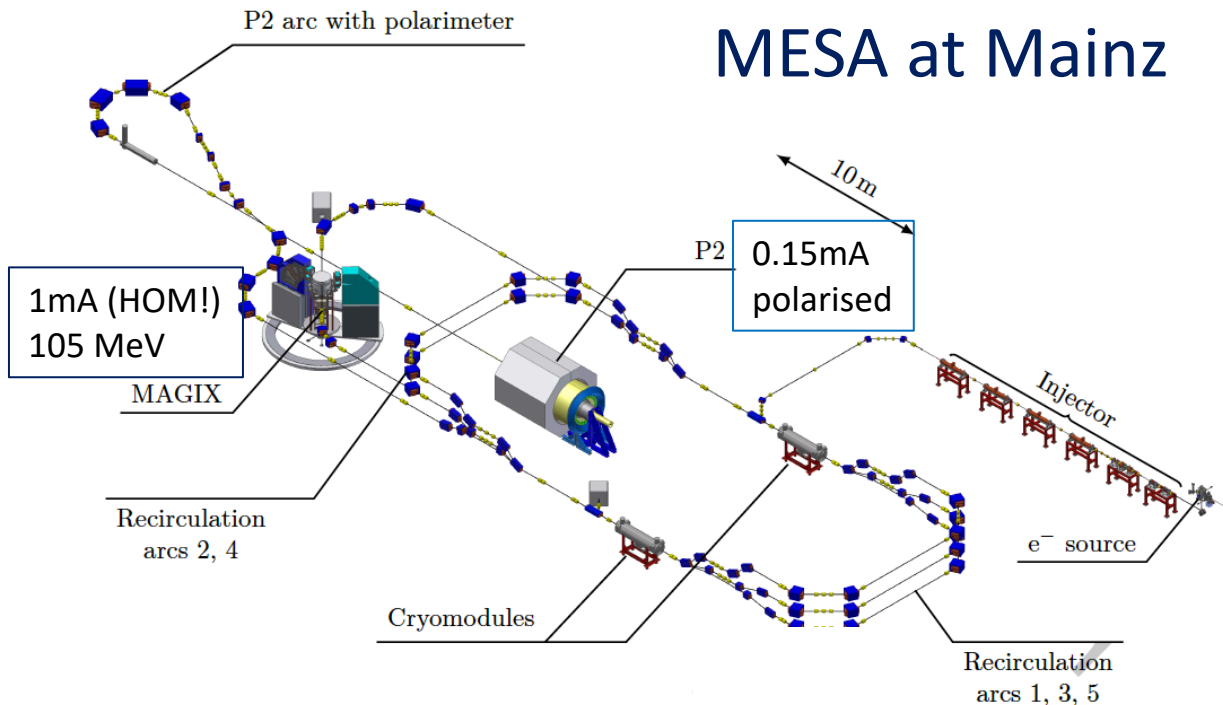 P2 arc with polarimeter
MESA at Mainz
10 m
P2
0.15mA
polarised
1mA (HOM!)
105 MeV
MAGIX
Injector
Recirculation
arcs 2, 4
e⁻ source
Cryomodules
Recirculation
arcs 1, 3, 5